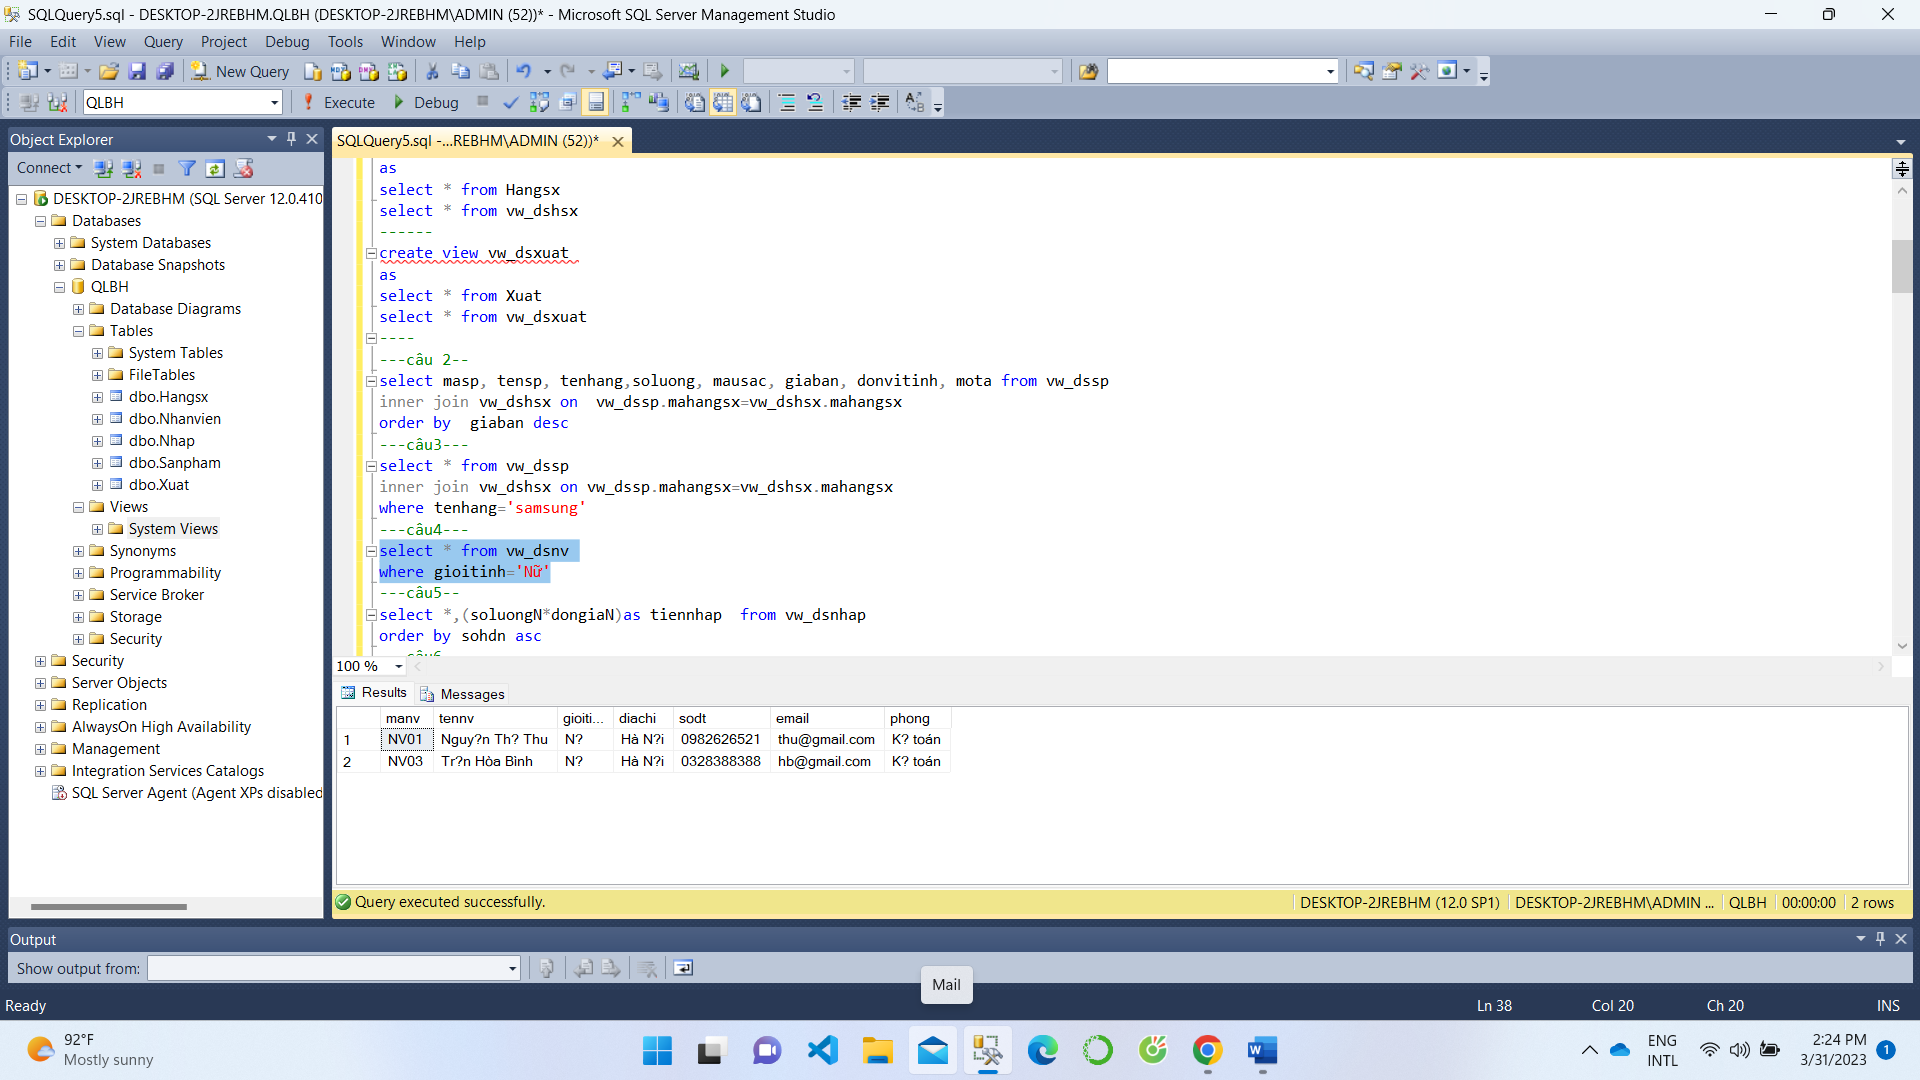 SQLQuery5.sql - DESKTOP-2JREBHM.QLBH (DESKTOP-2JREBHM\ADMIN (52))* - Microsoft SQL Server Management Studio
File Edit View Query Project Debug Tools Window Help
New Query
QLBH Execute Debug
Object Explorer
Connect
DESKTOP-2JREBHM (SQL Server 12.0.410
Databases
System Databases
Database Snapshots
QLBH
Database Diagrams
Tables
System Tables
FileTables
dbo.Hangsx
dbo.Nhanvien
dbo.Nhap
dbo.Sanpham
dbo.Xuat
Views
System Views
Synonyms
Programmability
Service Broker
Storage
Security
Security
Server Objects
Replication
AlwaysOn High Availability
Management
Integration Services Catalogs
SQL Server Agent (Agent XPs disabled
SQLQuery5.sql -...REBHM\ADMIN (52))*
as
select * from Hangsx
select * from vw_dshsx
------
create view vw_dsxuat
as
select * from Xuat
select * from vw_dsxuat
----
---câu 2--
select masp, tensp, tenhang,soluong, mausac, giaban, donvitinh, mota from vw_dssp
inner join vw_dshsx on  vw_dssp.mahangsx=vw_dshsx.mahangsx
order by  giaban desc
---câu3---
select * from vw_dssp
inner join vw_dshsx on vw_dssp.mahangsx=vw_dshsx.mahangsx
where tenhang='samsung'
---câu4---
select * from vw_dsnv
where gioitinh='Nữ'
---câu5--
select *,(soluongN*dongiaN)as tiennhap  from vw_dsnhap
order by sohdn asc
---câu6
100 %
Results Messages
manv tennv gioiti... diachi sodt email phong
1 NV01 Nguy?n Th? Thu N? Hà N?i 0982626521 thu@gmail.com K? toán
2 NV03 Tr?n Hòa Bình N? Hà N?i 0328388388 hb@gmail.com K? toán
Query executed successfully. DESKTOP-2JREBHM (12.0 SP1) DESKTOP-2JREBHM\ADMIN ... QLBH 00:00:00 2 rows
Output
Show output from:
Mail
Ready Ln 38 Col 20 Ch 20 INS
92°F
Mostly sunny
ENG
INTL
2:24 PM
3/31/2023
1